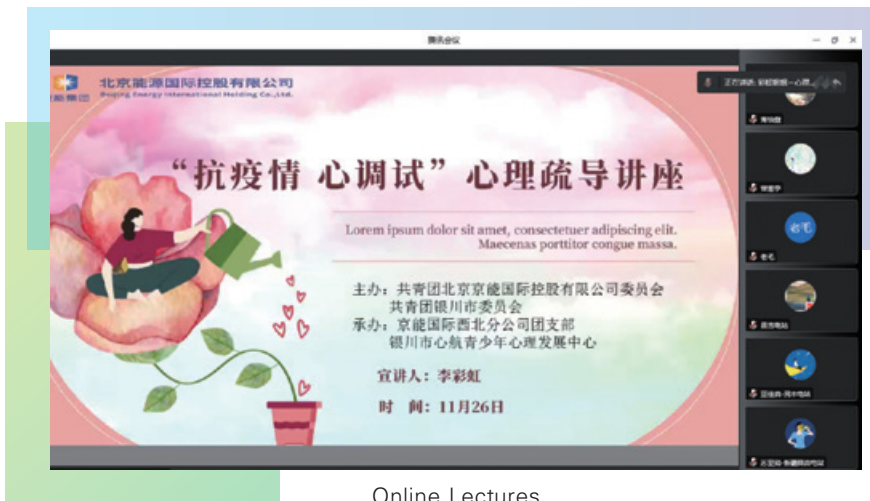 腾讯会议
北京能源国际控股有限公司
Beijing Energy International Holding Co.,Ltd.
“抗疫情 心调试”心理疏导讲座
Lorem ipsum dolor sit amet, consectetuer adipiscing elit.
Maecenas porttitor congue massa.
主办：共青团北京京能国际控股有限公司委员会
共青团银川市委员会
承办：京能国际西北分公司团支部
银川市心航青少年心理发展中心
宣讲人：李彩虹
时 间：11月26日
老毛
老毛
Online Lectures